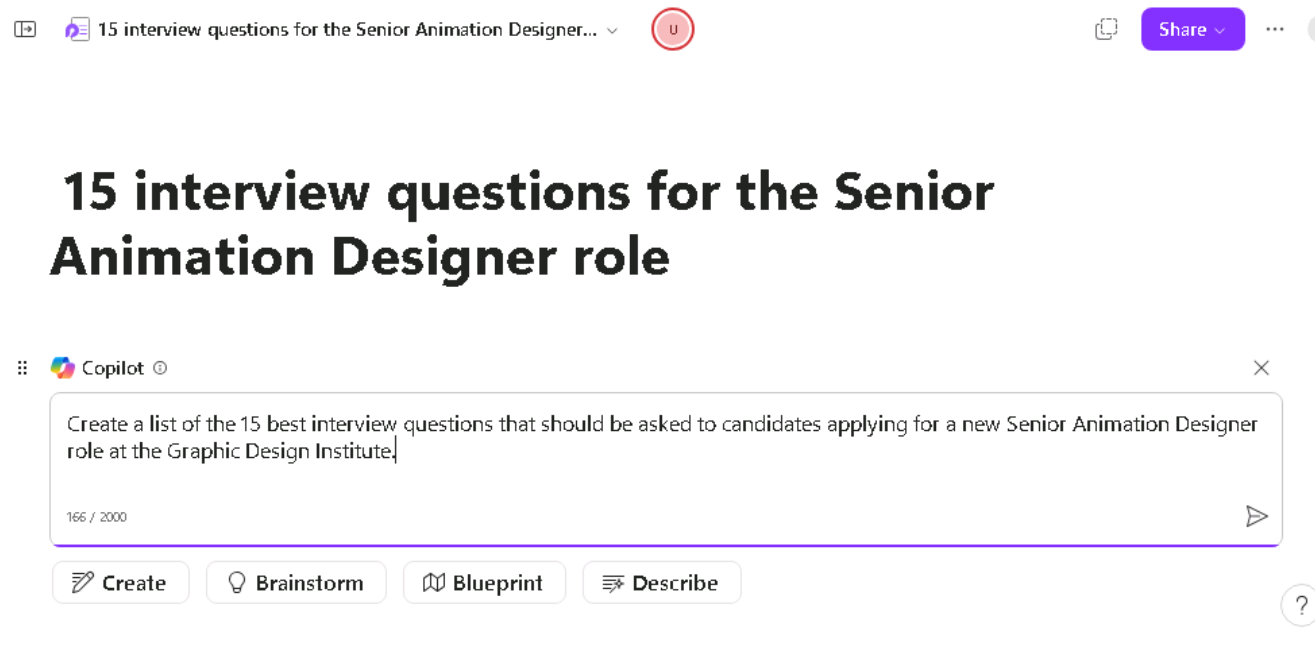 15 interview questions for the Senior Animation Designer...
U
Share
15 interview questions for the Senior
Animation Designer role
Copilot
Create a list of the 15 best interview questions that should be asked to candidates applying for a new Senior Animation Designer
role at the Graphic Design Institute.
166 / 2000
Create
Brainstorm
Blueprint
Describe
?